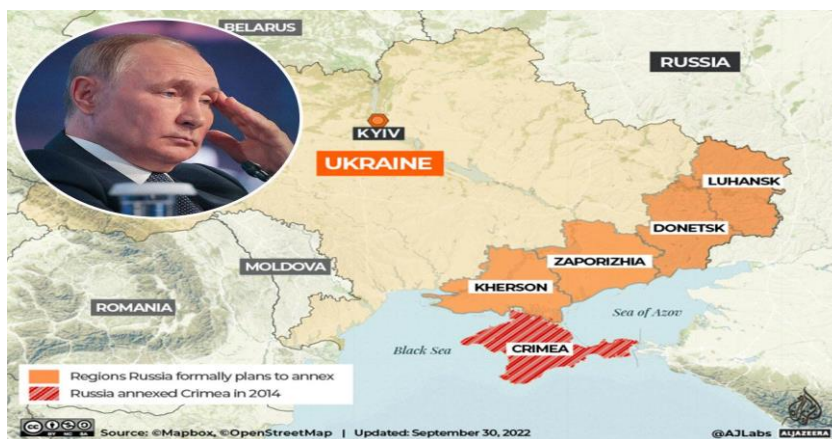 BELARUS
RUSSIA
KYIV
UKRAINE
LUHANSK
DONETSK
ZAPORIZHIA
KHERSON
MOLDOVA
ROMANIA
Sea of Azov
Black Sea
CRIMEA
Regions Russia formally plans to annex
Russia annexed Crimea in 2014
Source: ©Mapbox, ©OpenStreetMap | Updated: September 30, 2022
@AJLabs
ALJAZEERA